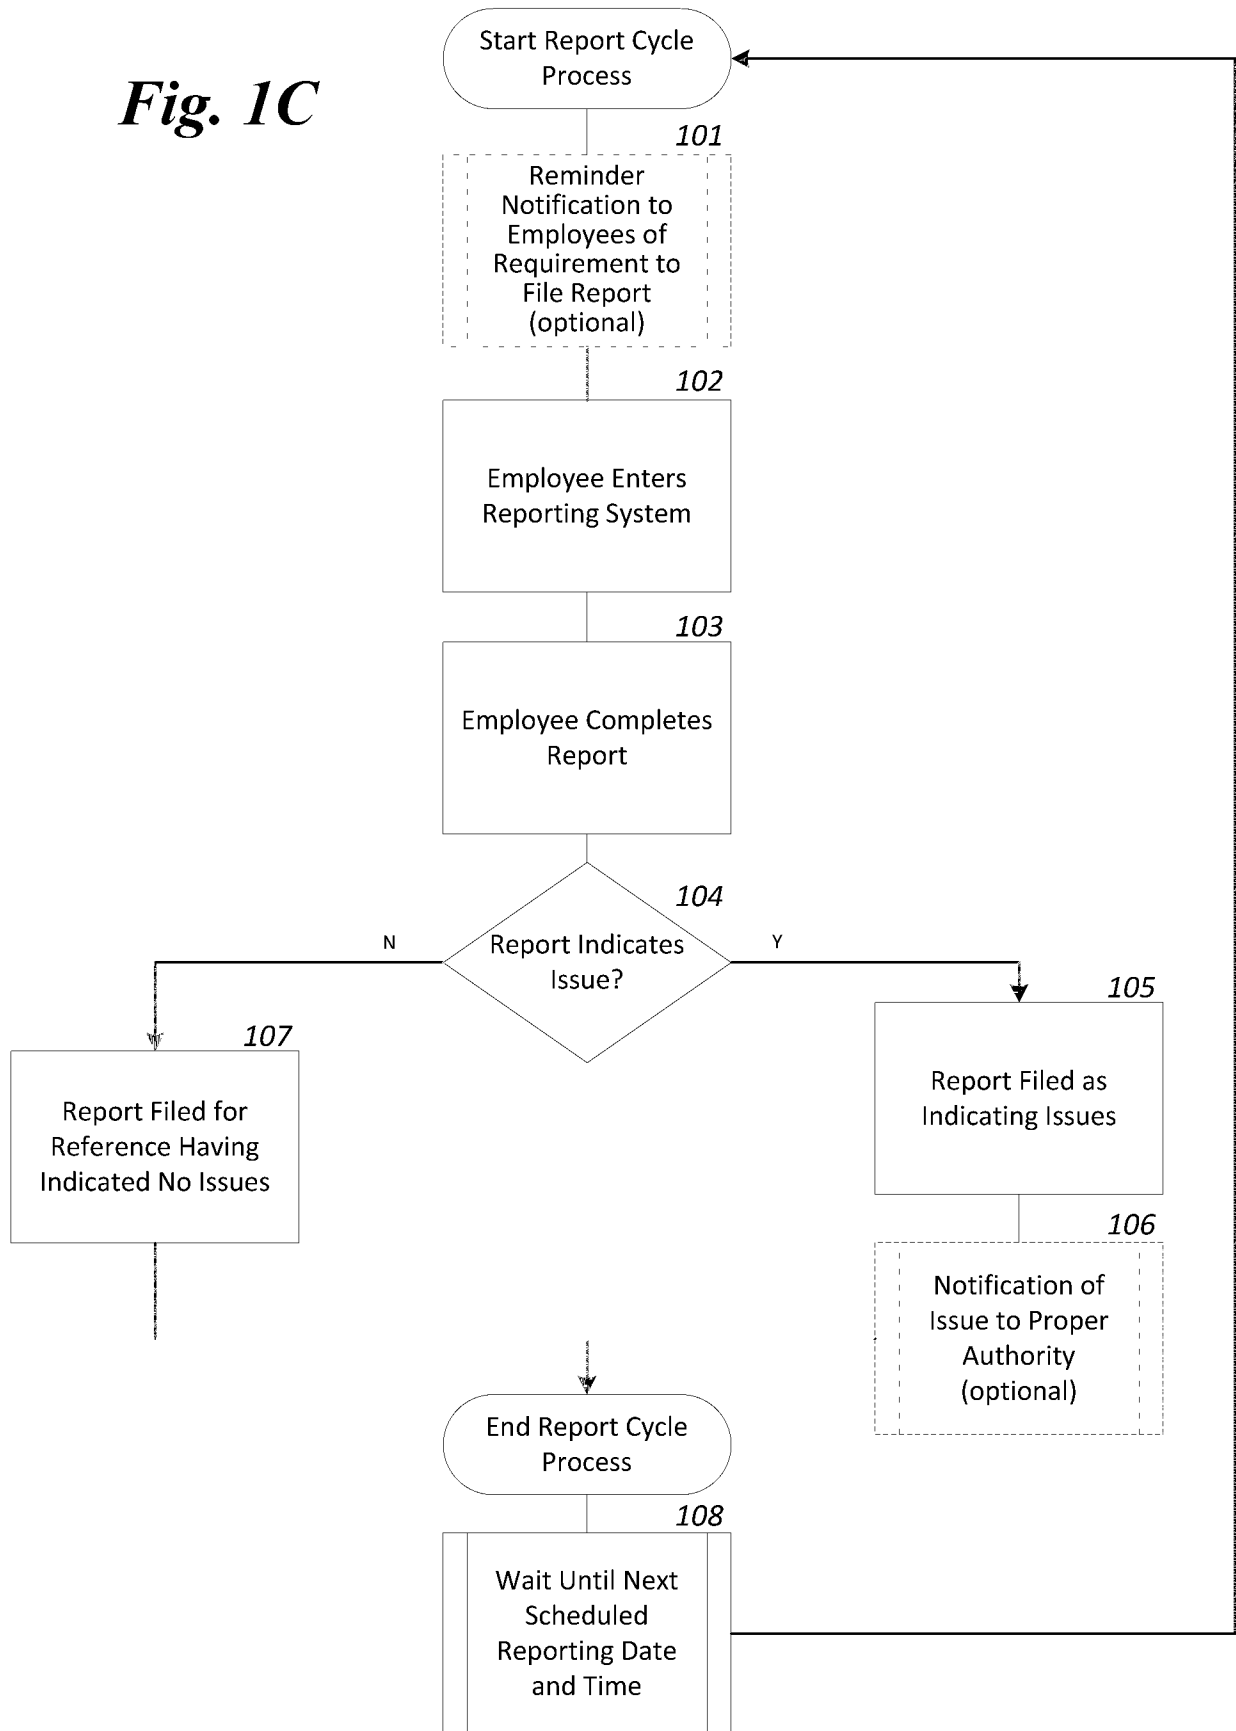 Fig. 1C
Start Report Cycle
Process
101
Reminder
Notification to
Employees of
Requirement to
File Report
(optional)
102
Employee Enters
Reporting System
103
Employee Completes
Report
104
Report Indicates
Issue?
N
Y
107
Report Filed for
Reference Having
Indicated No Issues
105
Report Filed as
Indicating Issues
106
Notification of
Issue to Proper
Authority
(optional)
End Report Cycle
Process
108
Wait Until Next
Scheduled
Reporting Date
and Time